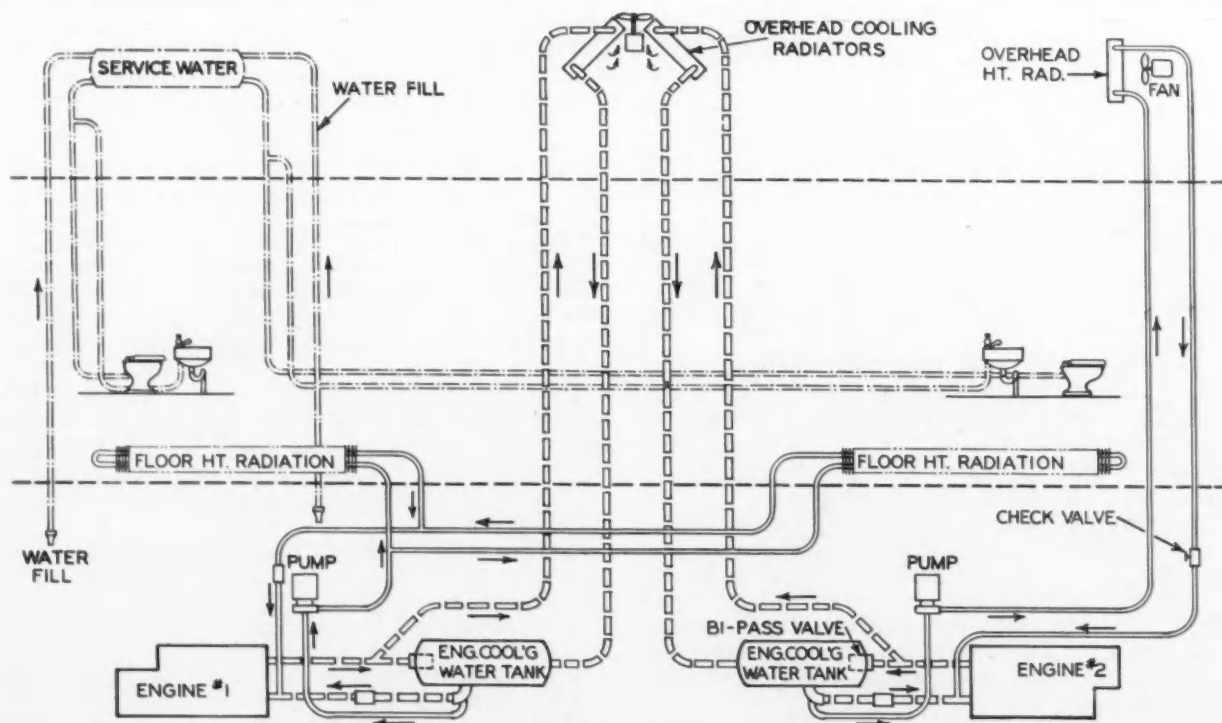 OVERHEAD COOLING
RADIATORS
OVERHEAD
HT. RAD.
FAN
SERVICE WATER
WATER FILL
FLOOR HT. RADIATION
FLOOR HT. RADIATION
WATER
FILL
CHECK VALVE
PUMP
PUMP
BI-PASS VALVE
ENG. COOL'G
WATER TANK
ENG. COOL'G
WATER TANK
ENGINE #1
ENGINE #2